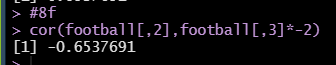 > #8f
> cor(football[,2],football[,3]*-2)
[1] -0.6537691
>